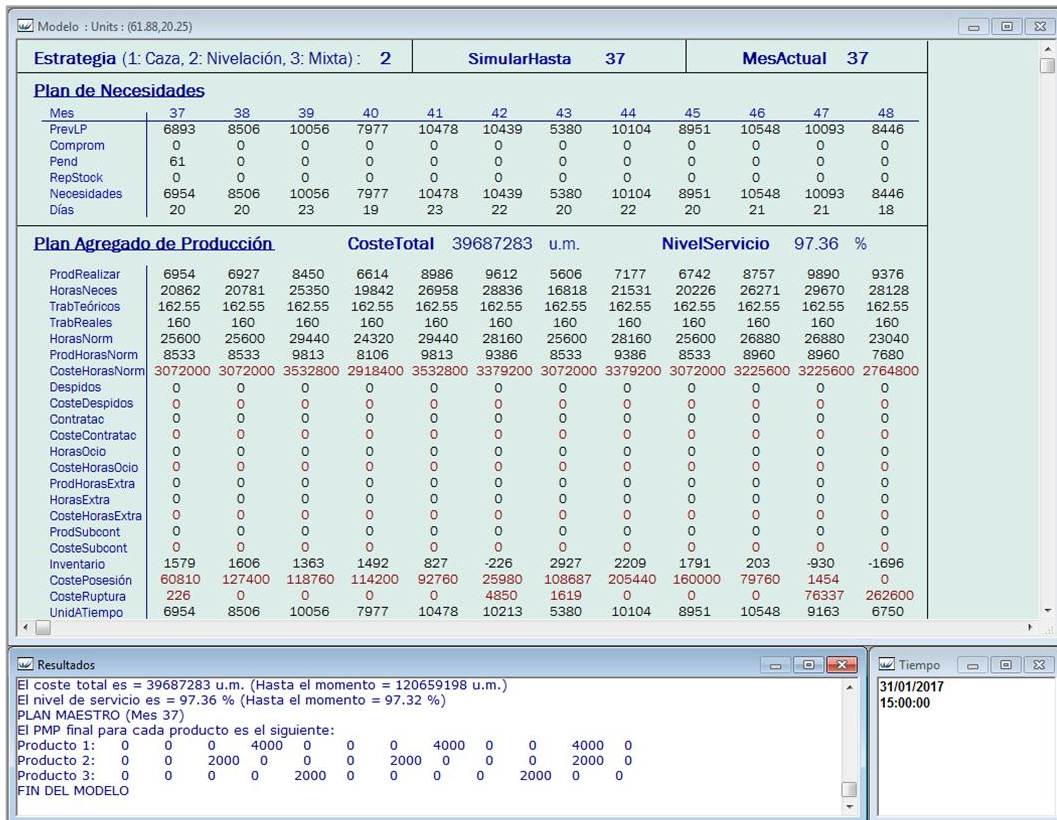 Modelo : Units : (61.88,20.25)
Estrategia (1: Caza, 2: Nivelación, 3: Mixta) : 2 SimularHasta 37 MesActual 37
Plan de Necesidades
Mes 37 38 39 40 41 42 43 44 45 46 47 48
PrevLP 6893 8506 10056 7977 10478 10439 5380 10104 8951 10548 10093 8446
Comprom 0 0 0 0 0 0 0 0 0 0 0 0
Pend 61 0 0 0 0 0 0 0 0 0 0 0
RepStock 0 0 0 0 0 0 0 0 0 0 0 0
Necesidades 6954 8506 10056 7977 10478 10439 5380 10104 8951 10548 10093 8446
Días 20 20 23 19 23 22 20 22 20 21 21 18
Plan Agregado de Producción CosteTotal 39687283 u.m. NivelServicio 97.36 %
ProdRealizar 6954 6927 8450 6614 8986 9612 5606 7177 6742 8757 9890 9376
HorasNeces 20862 20781 25350 19842 26958 28836 16818 21531 20226 26271 29670 28128
TrabTeóricos 162.55 162.55 162.55 162.55 162.55 162.55 162.55 162.55 162.55 162.55 162.55 162.55
TrabReales 160 160 160 160 160 160 160 160 160 160 160 160
HorasNorm 25600 25600 29440 24320 29440 28160 25600 28160 25600 26880 26880 23040
ProdHorasNorm 8533 8533 9813 8106 9813 9386 8533 9386 8533 8960 8960 7680
CosteHorasNorm 3072000 3072000 3532800 2918400 3532800 3379200 3072000 3379200 3072000 3225600 3225600 2764800
Despidos 0 0 0 0 0 0 0 0 0 0 0 0
CosteDespidos 0 0 0 0 0 0 0 0 0 0 0 0
Contratac 0 0 0 0 0 0 0 0 0 0 0 0
CosteContratac 0 0 0 0 0 0 0 0 0 0 0 0
HorasOcio 0 0 0 0 0 0 0 0 0 0 0 0
CosteHorasOcio 0 0 0 0 0 0 0 0 0 0 0 0
ProdHorasExtra 0 0 0 0 0 0 0 0 0 0 0 0
HorasExtra 0 0 0 0 0 0 0 0 0 0 0 0
CosteHorasExtra 0 0 0 0 0 0 0 0 0 0 0 0
ProdSubcont 0 0 0 0 0 0 0 0 0 0 0 0
CosteSubcont 0 0 0 0 0 0 0 0 0 0 0 0
Inventario 1579 1606 1363 1492 827 -226 2927 2209 1791 203 -930 -1696
CostePosesión 60810 127400 118760 114200 92760 25980 108687 205440 160000 79760 1454 0
CosteRuptura 226 0 0 0 0 4850 1619 0 0 0 76337 262600
UnidATiempo 6954 8506 10056 7977 10478 10213 5380 10104 8951 10548 9163 6750
Resultados
El coste total es = 39687283 u.m. (Hasta el momento = 120659198 u.m.)
El nivel de servicio es = 97.36 % (Hasta el momento = 97.32 %)
PLAN MAESTRO (Mes 37)
El PMP final para cada producto es el siguiente:
Producto 1: 0 0 0 4000 0 0 0 4000 0 0 4000 0
Producto 2: 0 0 2000 0 0 0 2000 0 0 0 2000 0
Producto 3: 0 0 0 0 2000 0 0 0 0 2000 0 0
FIN DEL MODELO
Tiempo
31/01/2017
15:00:00